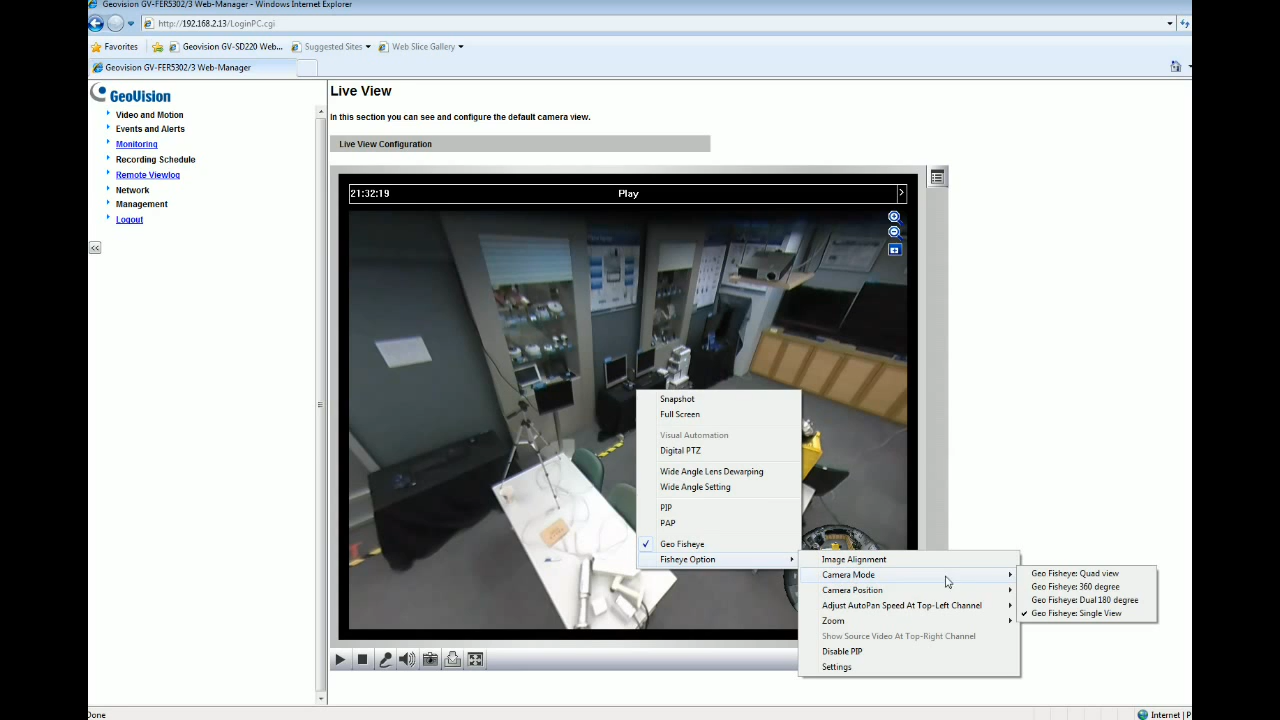 Geovision GV-FER5302/3 Web-Manager - Windows Internet Explorer
http://192.168.2.13/LoginPC.cgi
Favorites
Geovision GV-SD220 Web...
Suggested Sites
Web Slice Gallery
Geovision GV-FER5302/3 Web-Manager
GeoVision
Video and Motion
Events and Alerts
Monitoring
Recording Schedule
Remote Viewlog
Network
Management
Logout
<<
Live View
In this section you can see and configure the default camera view.
Live View Configuration
21:32:19
Play
>
Snapshot
Full Screen
Visual Automation
Digital PTZ
Wide Angle Lens Dewarping
Wide Angle Setting
PIP
PAP
Geo Fisheye
Fisheye Option
Image Alignment
Camera Mode
Camera Position
Adjust AutoPan Speed At Top-Left Channel
Zoom
Show Source Video At Top-Right Channel
Disable PIP
Settings
Geo Fisheye: Quad view
Geo Fisheye: 360 degree
Geo Fisheye: Dual 180 degree
Geo Fisheye: Single View
Done
Internet | P